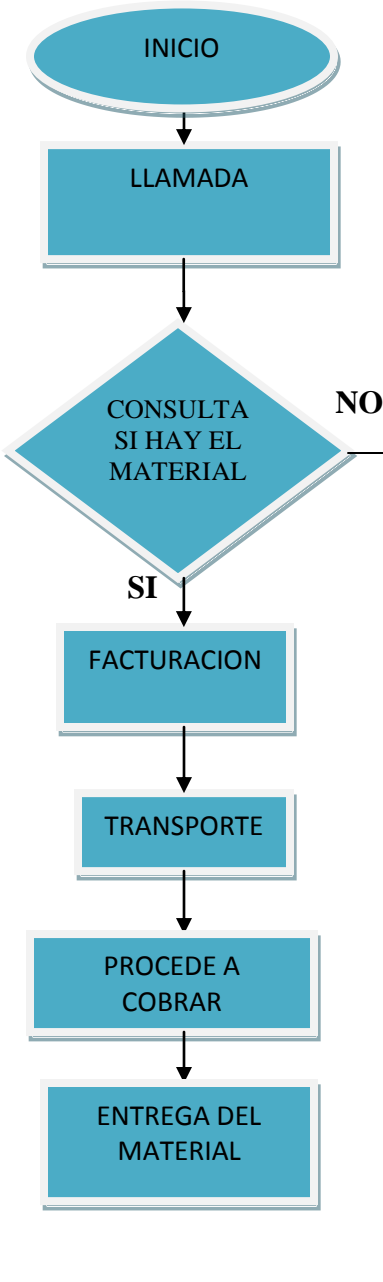 INICIO
LLAMADA
CONSULTA
SI HAY EL
MATERIAL
NO
SI
FACTURACION
TRANSPORTE
PROCEDE A
COBRAR
ENTREGA DEL
MATERIAL